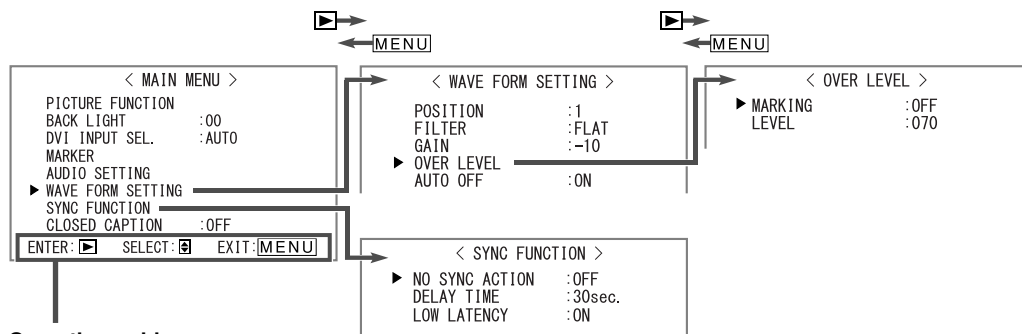 MENU
MENU
< MAIN MENU >
PICTURE FUNCTION
BACK LIGHT :00
DVI INPUT SEL. :AUTO
MARKER
AUDIO SETTING
▶ WAVE FORM SETTING
SYNC FUNCTION
CLOSED CAPTION :OFF
ENTER: SELECT: EXIT:MENU
< WAVE FORM SETTING >
POSITION :1
FILTER :FLAT
GAIN :-10
▶ OVER LEVEL
AUTO OFF :ON
< OVER LEVEL >
▶ MARKING :OFF
LEVEL :070
< SYNC FUNCTION >
▶ NO SYNC ACTION :OFF
DELAY TIME :30sec.
LOW LATENCY :ON